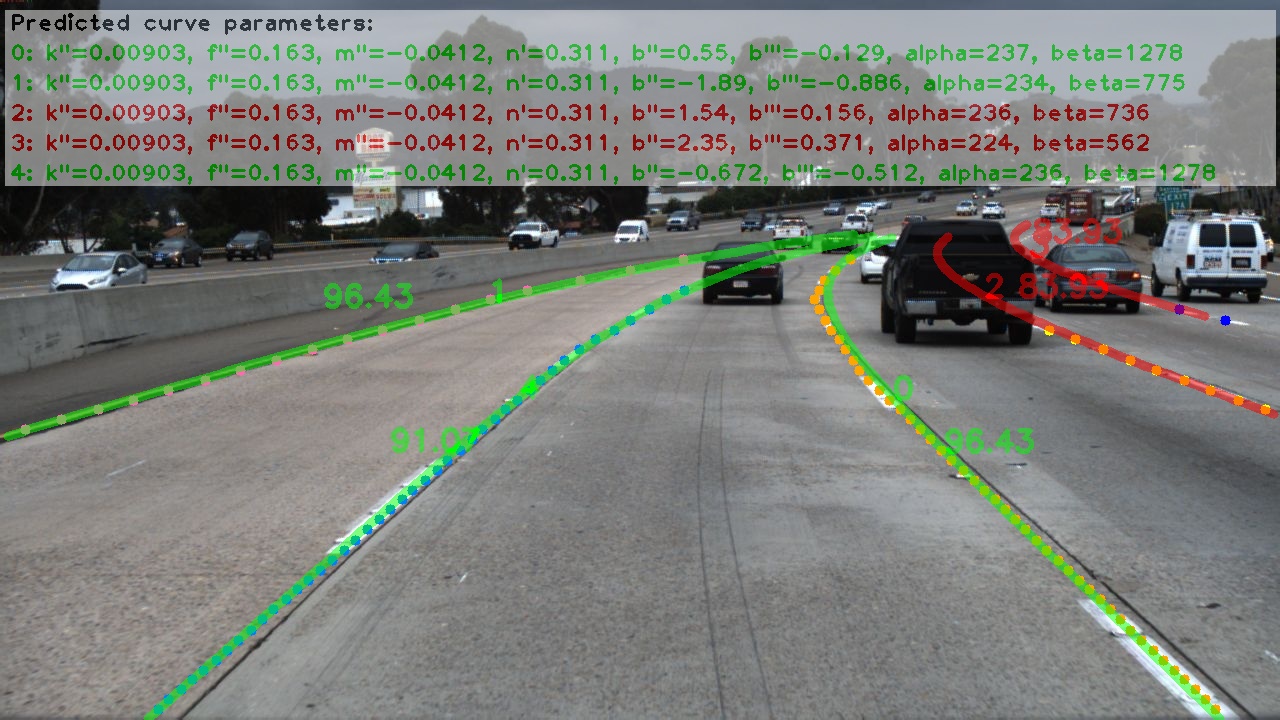 Predicted curve parameters:
0: k"=0.00903, f"=0.163, m"=−0.0412, n'=0.311, b"=0.55, b'"=−0.129, alpha=237, beta=1278
1: k"=0.00903, f"=0.163, m"=−0.0412, n'=0.311, b"=−1.89, b'"=−0.886, alpha=234, beta=775
2: k"=0.00903, f"=0.163, m"=−0.0412, n'=0.311, b"=1.54, b'"=0.156, alpha=236, beta=736
3: k"=0.00903, f"=0.163, m"=−0.0412, n'=0.311, b"=2.35, b'"=0.371, alpha=224, beta=562
4: k"=0.00903, f"=0.163, m"=−0.0412, n'=0.311, b"=−0.672, b'"=−0.512, alpha=236, beta=1278
EXIT
17A
96.43
1
2
0
96.43